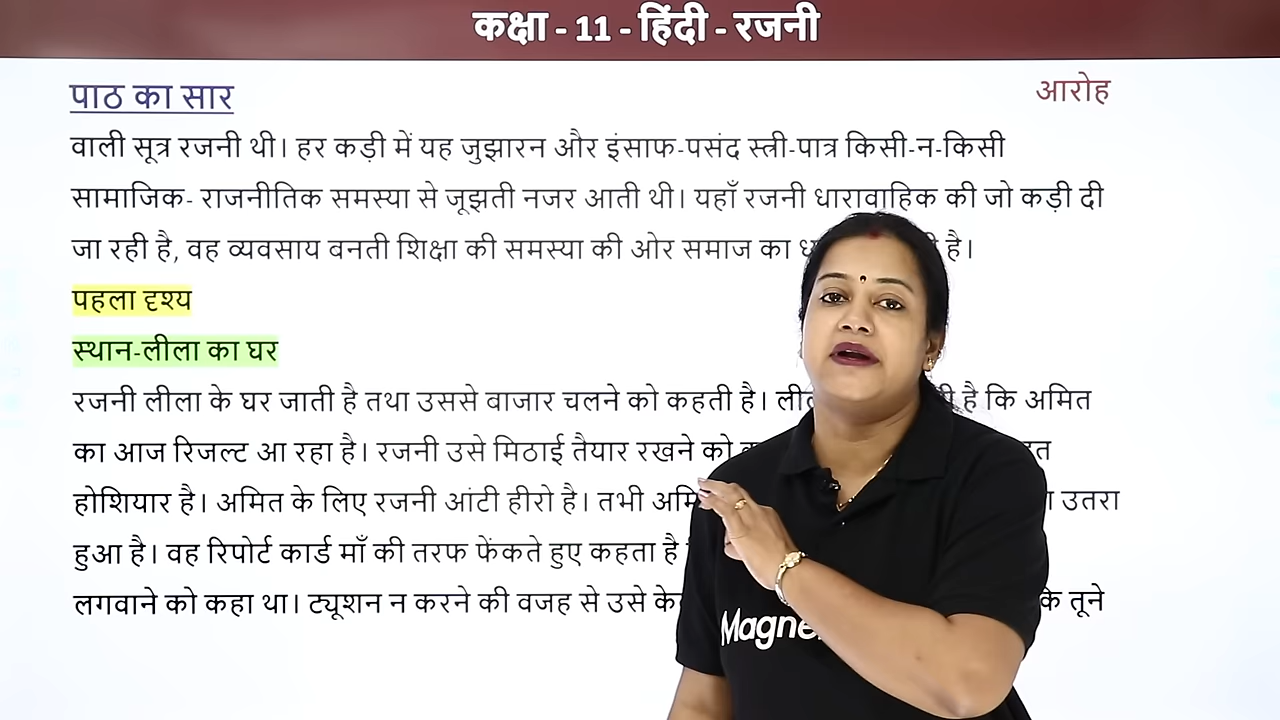 कक्षा - 11 - हिंदी - रजनी
पाठ का सार
आरोह
वाली सूत्र रजनी थी। हर कड़ी में यह जुझारन और इंसाफ-पसंद स्त्री-पात्र किसी-न-किसी
सामाजिक- राजनीतिक समस्या से जूझती नजर आती थी। यहाँ रजनी धारावाहिक की जो कड़ी दी
जा रही है, वह व्यवसाय वनती शिक्षा की समस्या की ओर समाज का है।
पहला दृश्य
स्थान-लीला का घर
रजनी लीला के घर जाती है तथा उससे वाजार चलने को कहती है। है कि अमित
का आज रिजल्ट आ रहा है। रजनी उसे मिठाई तैयार रखने को
होशियार है। अमित के लिए रजनी आंटी हीरो है। तभी उतरा
हुआ है। वह रिपोर्ट कार्ड माँ की तरफ फेंकते हुए कहता है
लगवाने को कहा था। ट्यूशन न करने की वजह से उसे तूने